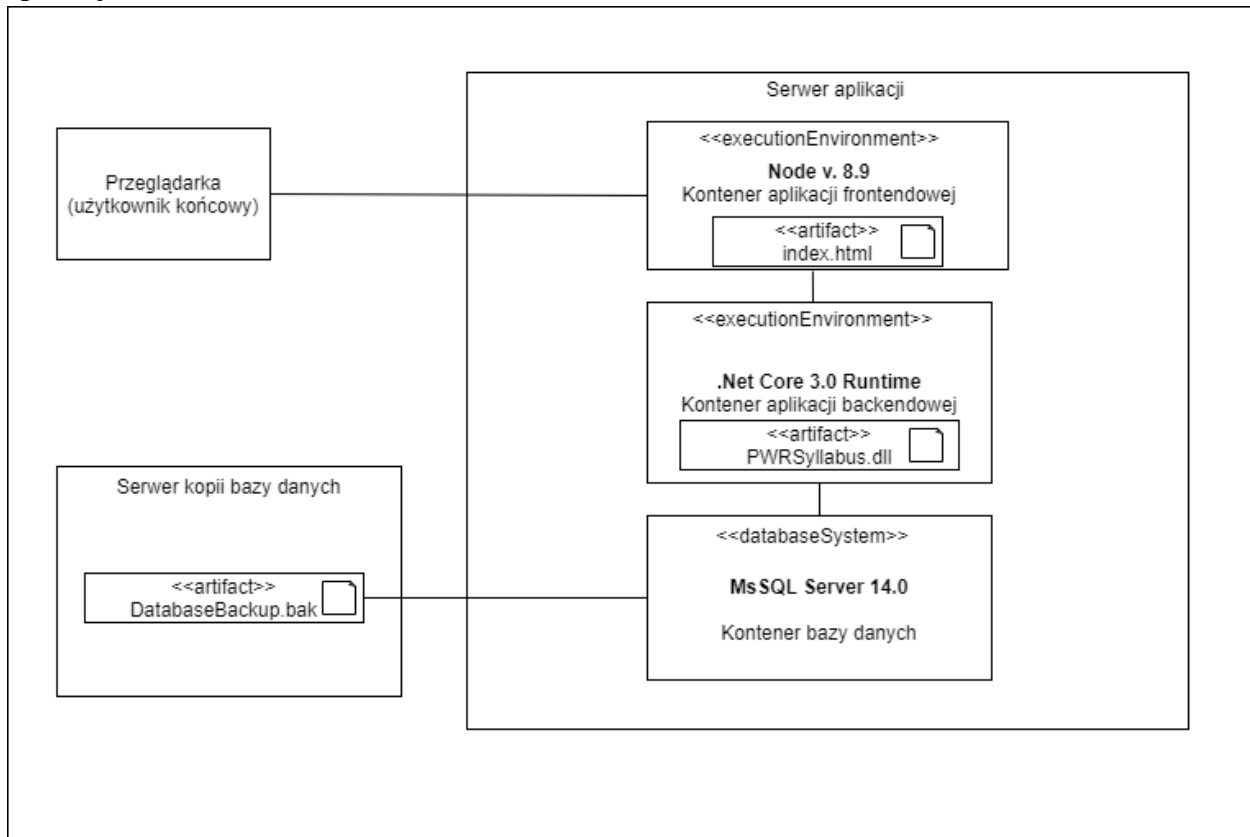 Serwer aplikacji
<<executionEnvironment>>
Node v. 8.9
Kontener aplikacji frontendowej
<<artifact>>
index.html
Przeglądarka
(użytkownik końcowy)
<<executionEnvironment>>
.Net Core 3.0 Runtime
Kontener aplikacji backendowej
<<artifact>>
PWRSyllabus.dll
Serwer kopii bazy danych
<<artifact>>
DatabaseBackup.bak
<<databaseSystem>>
MsSQL Server 14.0
Kontener bazy danych